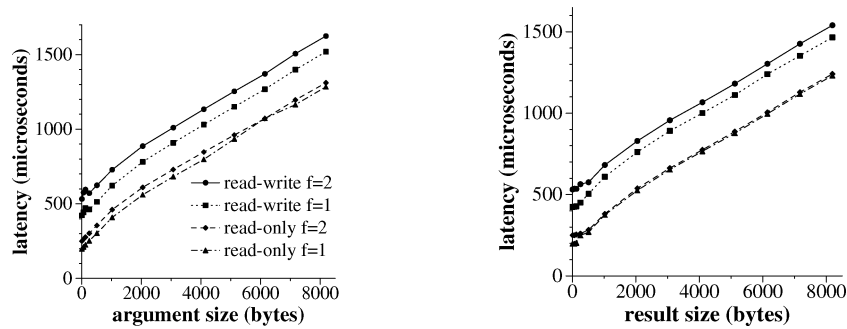 latency (microseconds)
1500
1000
500
0
read-write f=2
read-write f=1
read-only f=2
read-only f=1
0 2000 4000 6000 8000
argument size (bytes)
latency (microseconds)
1500
1000
500
0
0 2000 4000 6000 8000
result size (bytes)